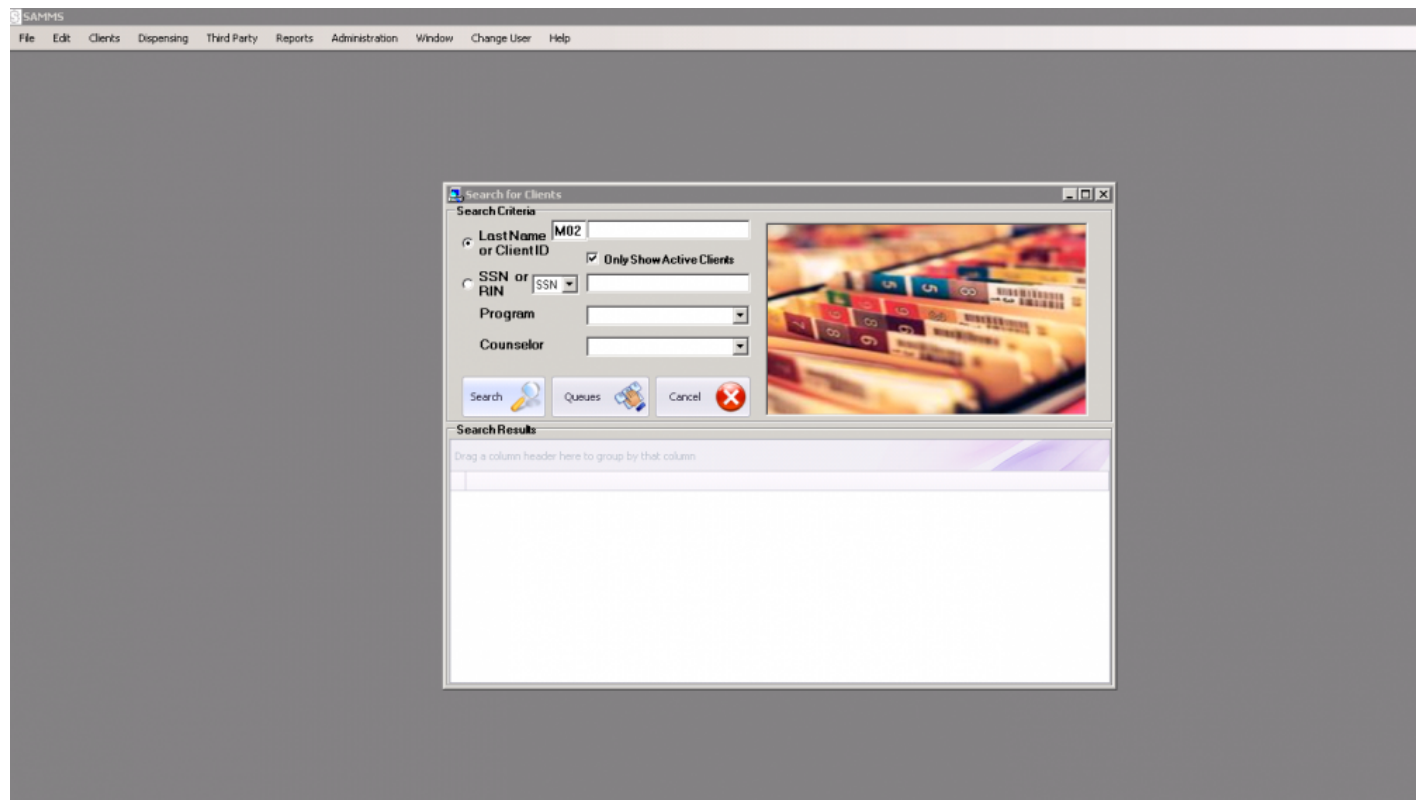 SAMMS
File Edit Clients Dispensing Third Party Reports Administration Window Change User Help
Search for Clients
Search Criteria
Last Name or Client ID M02
Only Show Active Clients
SSN or RIN SSN
Program
Counselor
Search Queues Cancel
Search Results
Drag a column header here to group by that column